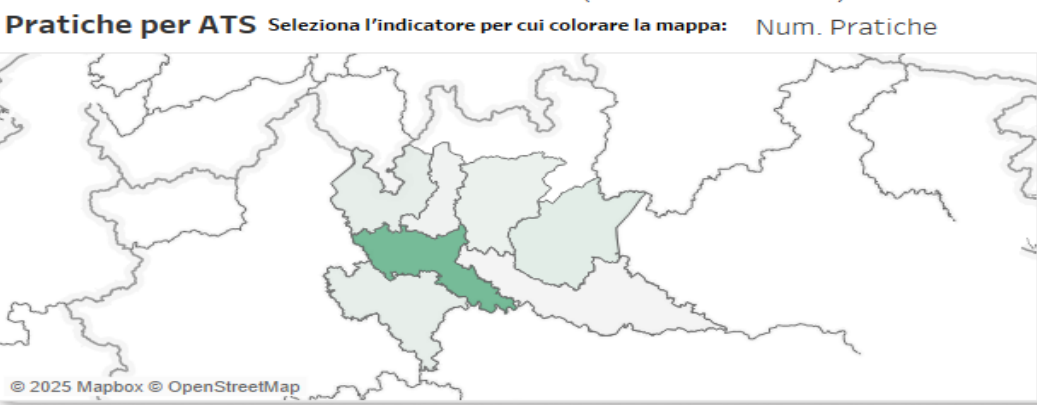 Pratiche per ATS Seleziona l’indicatore per cui colorare la mappa: Num. Pratiche
© 2025 Mapbox © OpenStreetMap